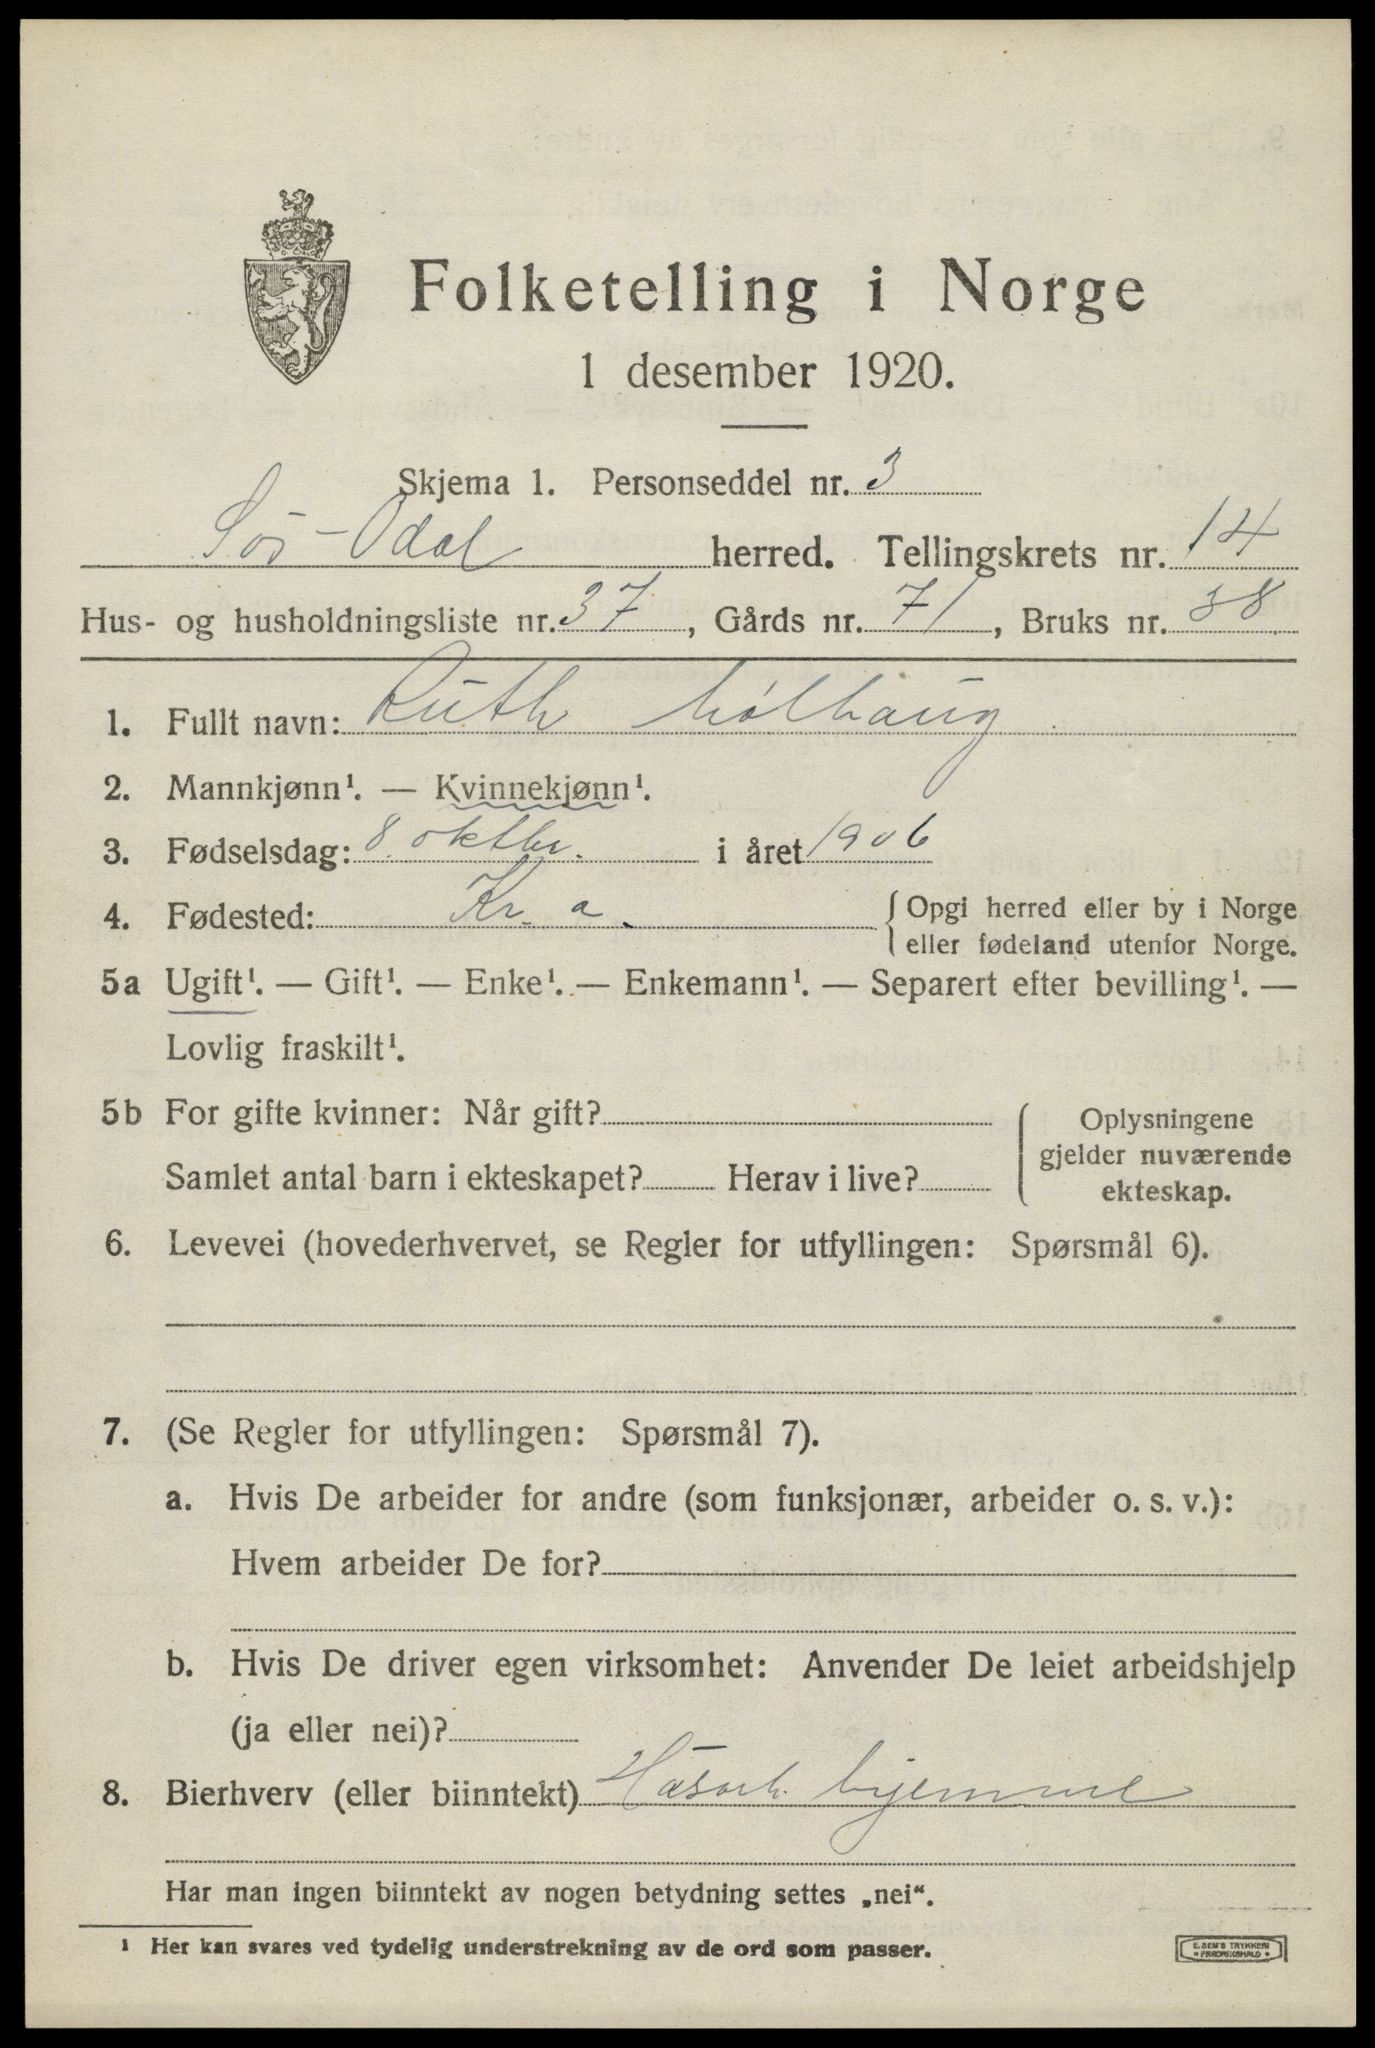 Folketelling i Norge
1 desember 1920.
Skjema 1. Personseddel nr. 3
Sør-Odal herred. Tellingskrets nr. 14
Hus- og husholdningsliste nr. 37, Gårds nr. 71, Bruks nr. 38
1. Fullt navn: Ruth Mølhaug
2. Mannkjønn¹. — Kvinnekjønn¹.
3. Fødselsdag: 8. oktbr. i året 1906
4. Fødested: Kr. a. { Opgi herred eller by i Norge
eller fødeland utenfor Norge.
5a Ugift¹. — Gift¹. — Enke¹. — Enkemann¹. — Separert efter bevilling¹. —
Lovlig fraskilt¹.
5b For gifte kvinner: Når gift?
Samlet antal barn i ekteskapet? Herav i live?
Oplysningene
gjelder nuværende
ekteskap.
6. Levevei (hovederhvervet, se Regler for utfyllingen: Spørsmål 6).
7. (Se Regler for utfyllingen: Spørsmål 7).
a. Hvis De arbeider for andre (som funksjonær, arbeider o. s. v.):
Hvem arbeider De for?
b. Hvis De driver egen virksomhet: Anvender De leiet arbeidshjelp
(ja eller nei)?
8. Bierhverv (eller biinntekt) Husarb. hjemme
Har man ingen biinntekt av nogen betydning settes „nei“.
¹ Her kan svares ved tydelig understrekning av de ord som passer.
E. SEM'S TRYKKERI
• FREDRIKSHALD •